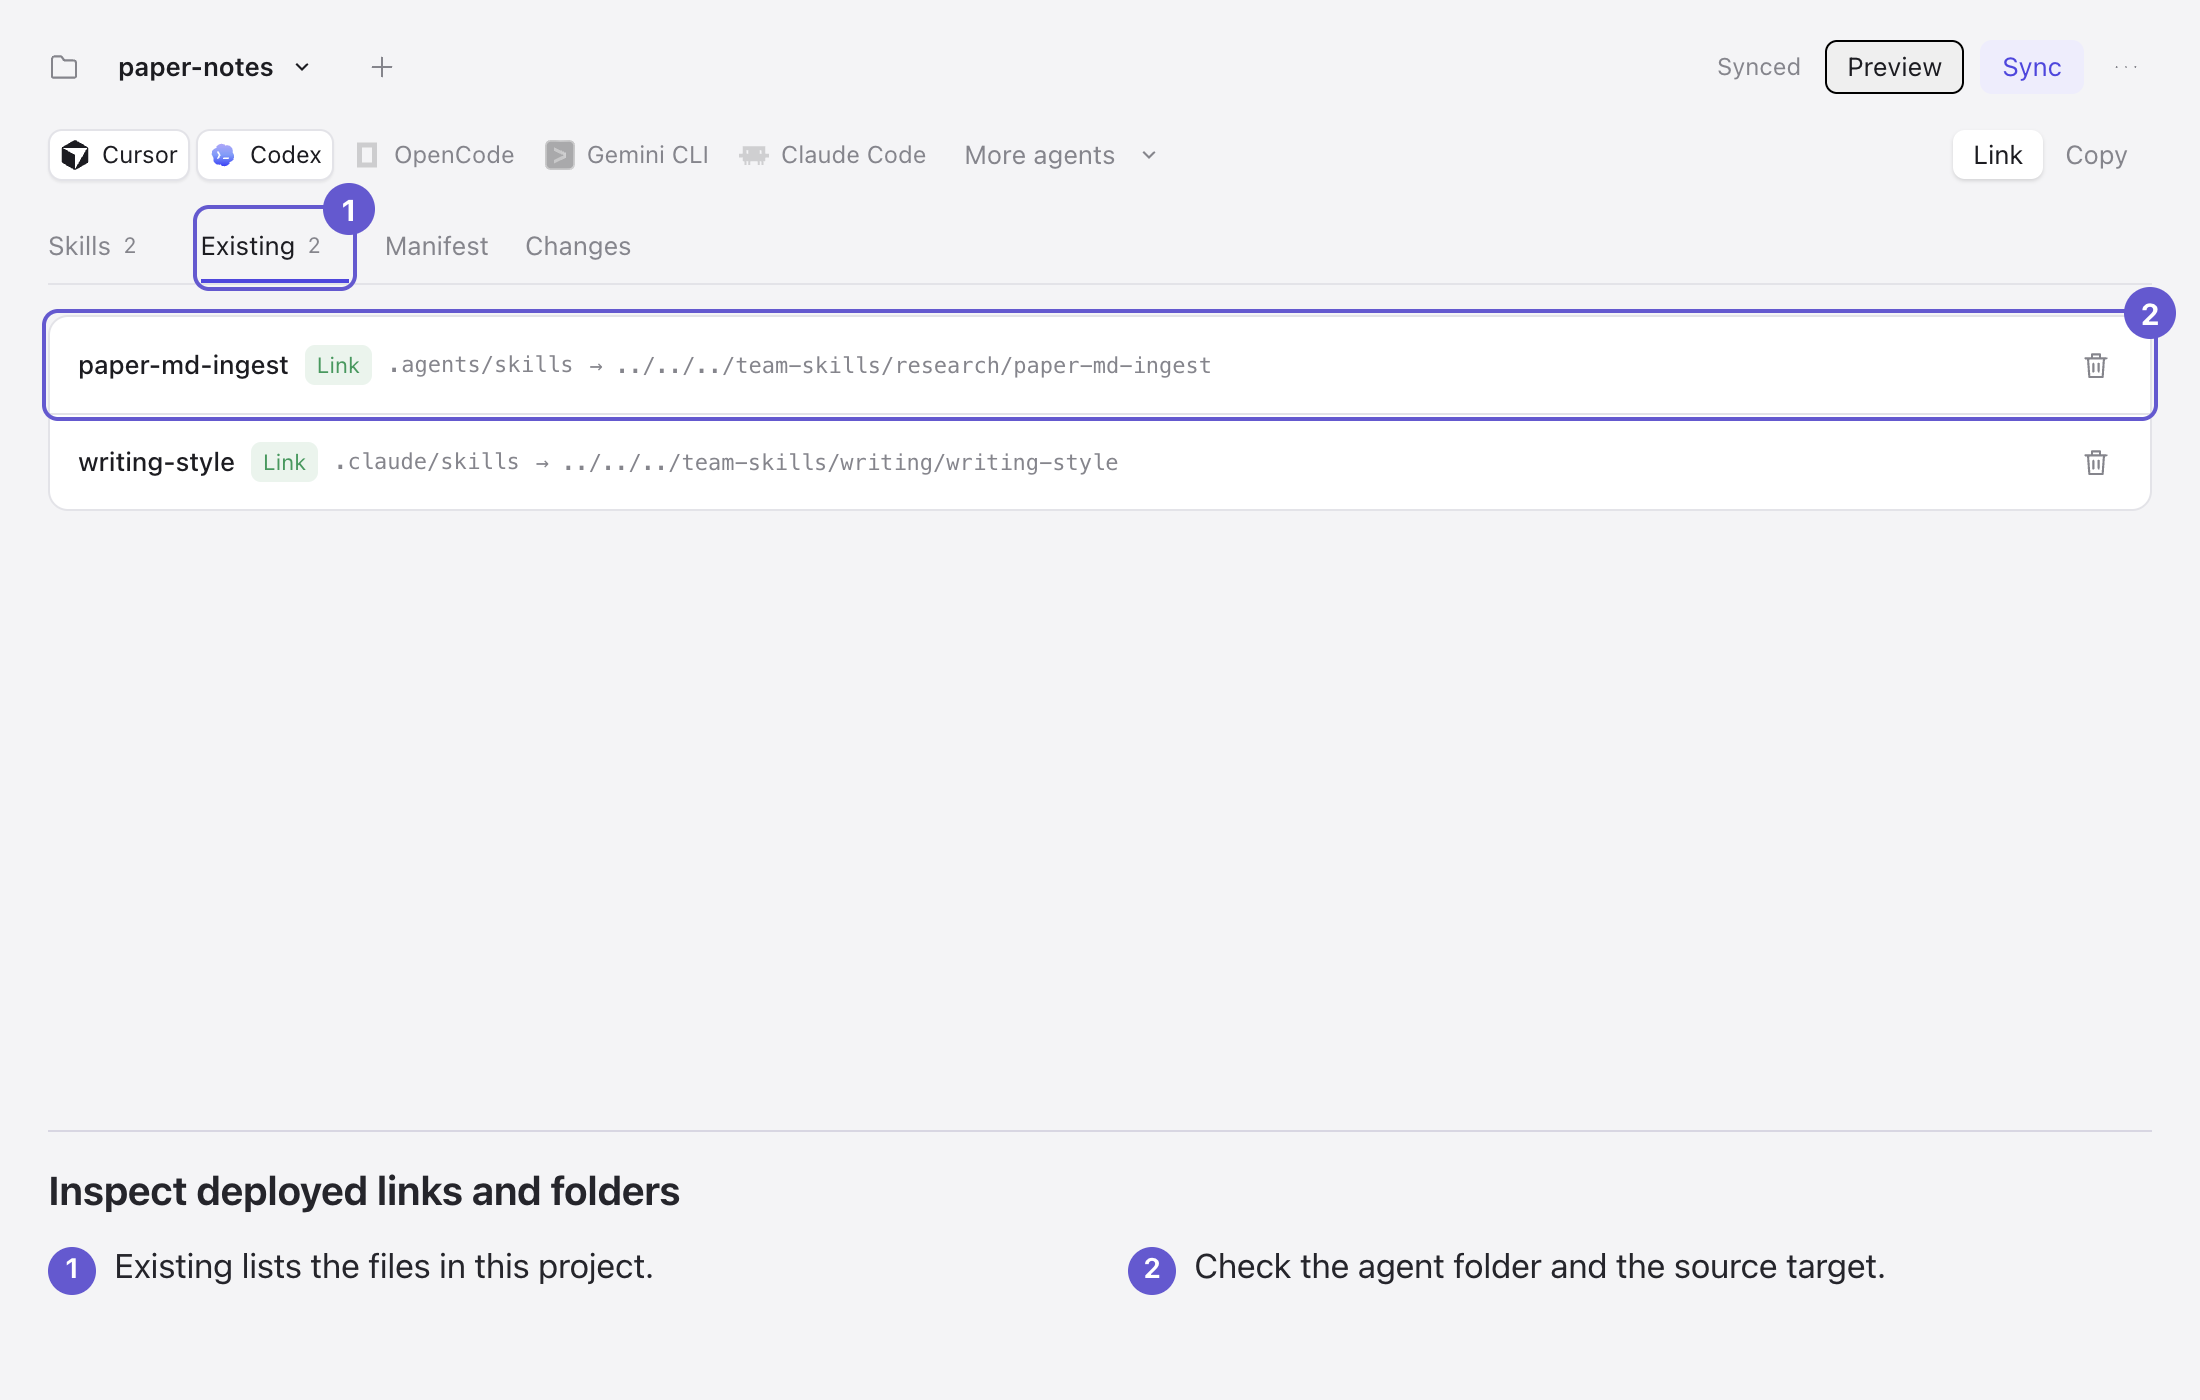 paper-notes
Synced Preview Sync ···
Cursor Codex OpenCode Gemini CLI Claude Code More agents
Link Copy
1
Skills 2 Existing 2 Manifest Changes
2
paper-md-ingest Link .agents/skills → ../../../team-skills/research/paper-md-ingest
writing-style Link .claude/skills → ../../../team-skills/writing/writing-style
Inspect deployed links and folders
1 Existing lists the files in this project.
2 Check the agent folder and the source target.